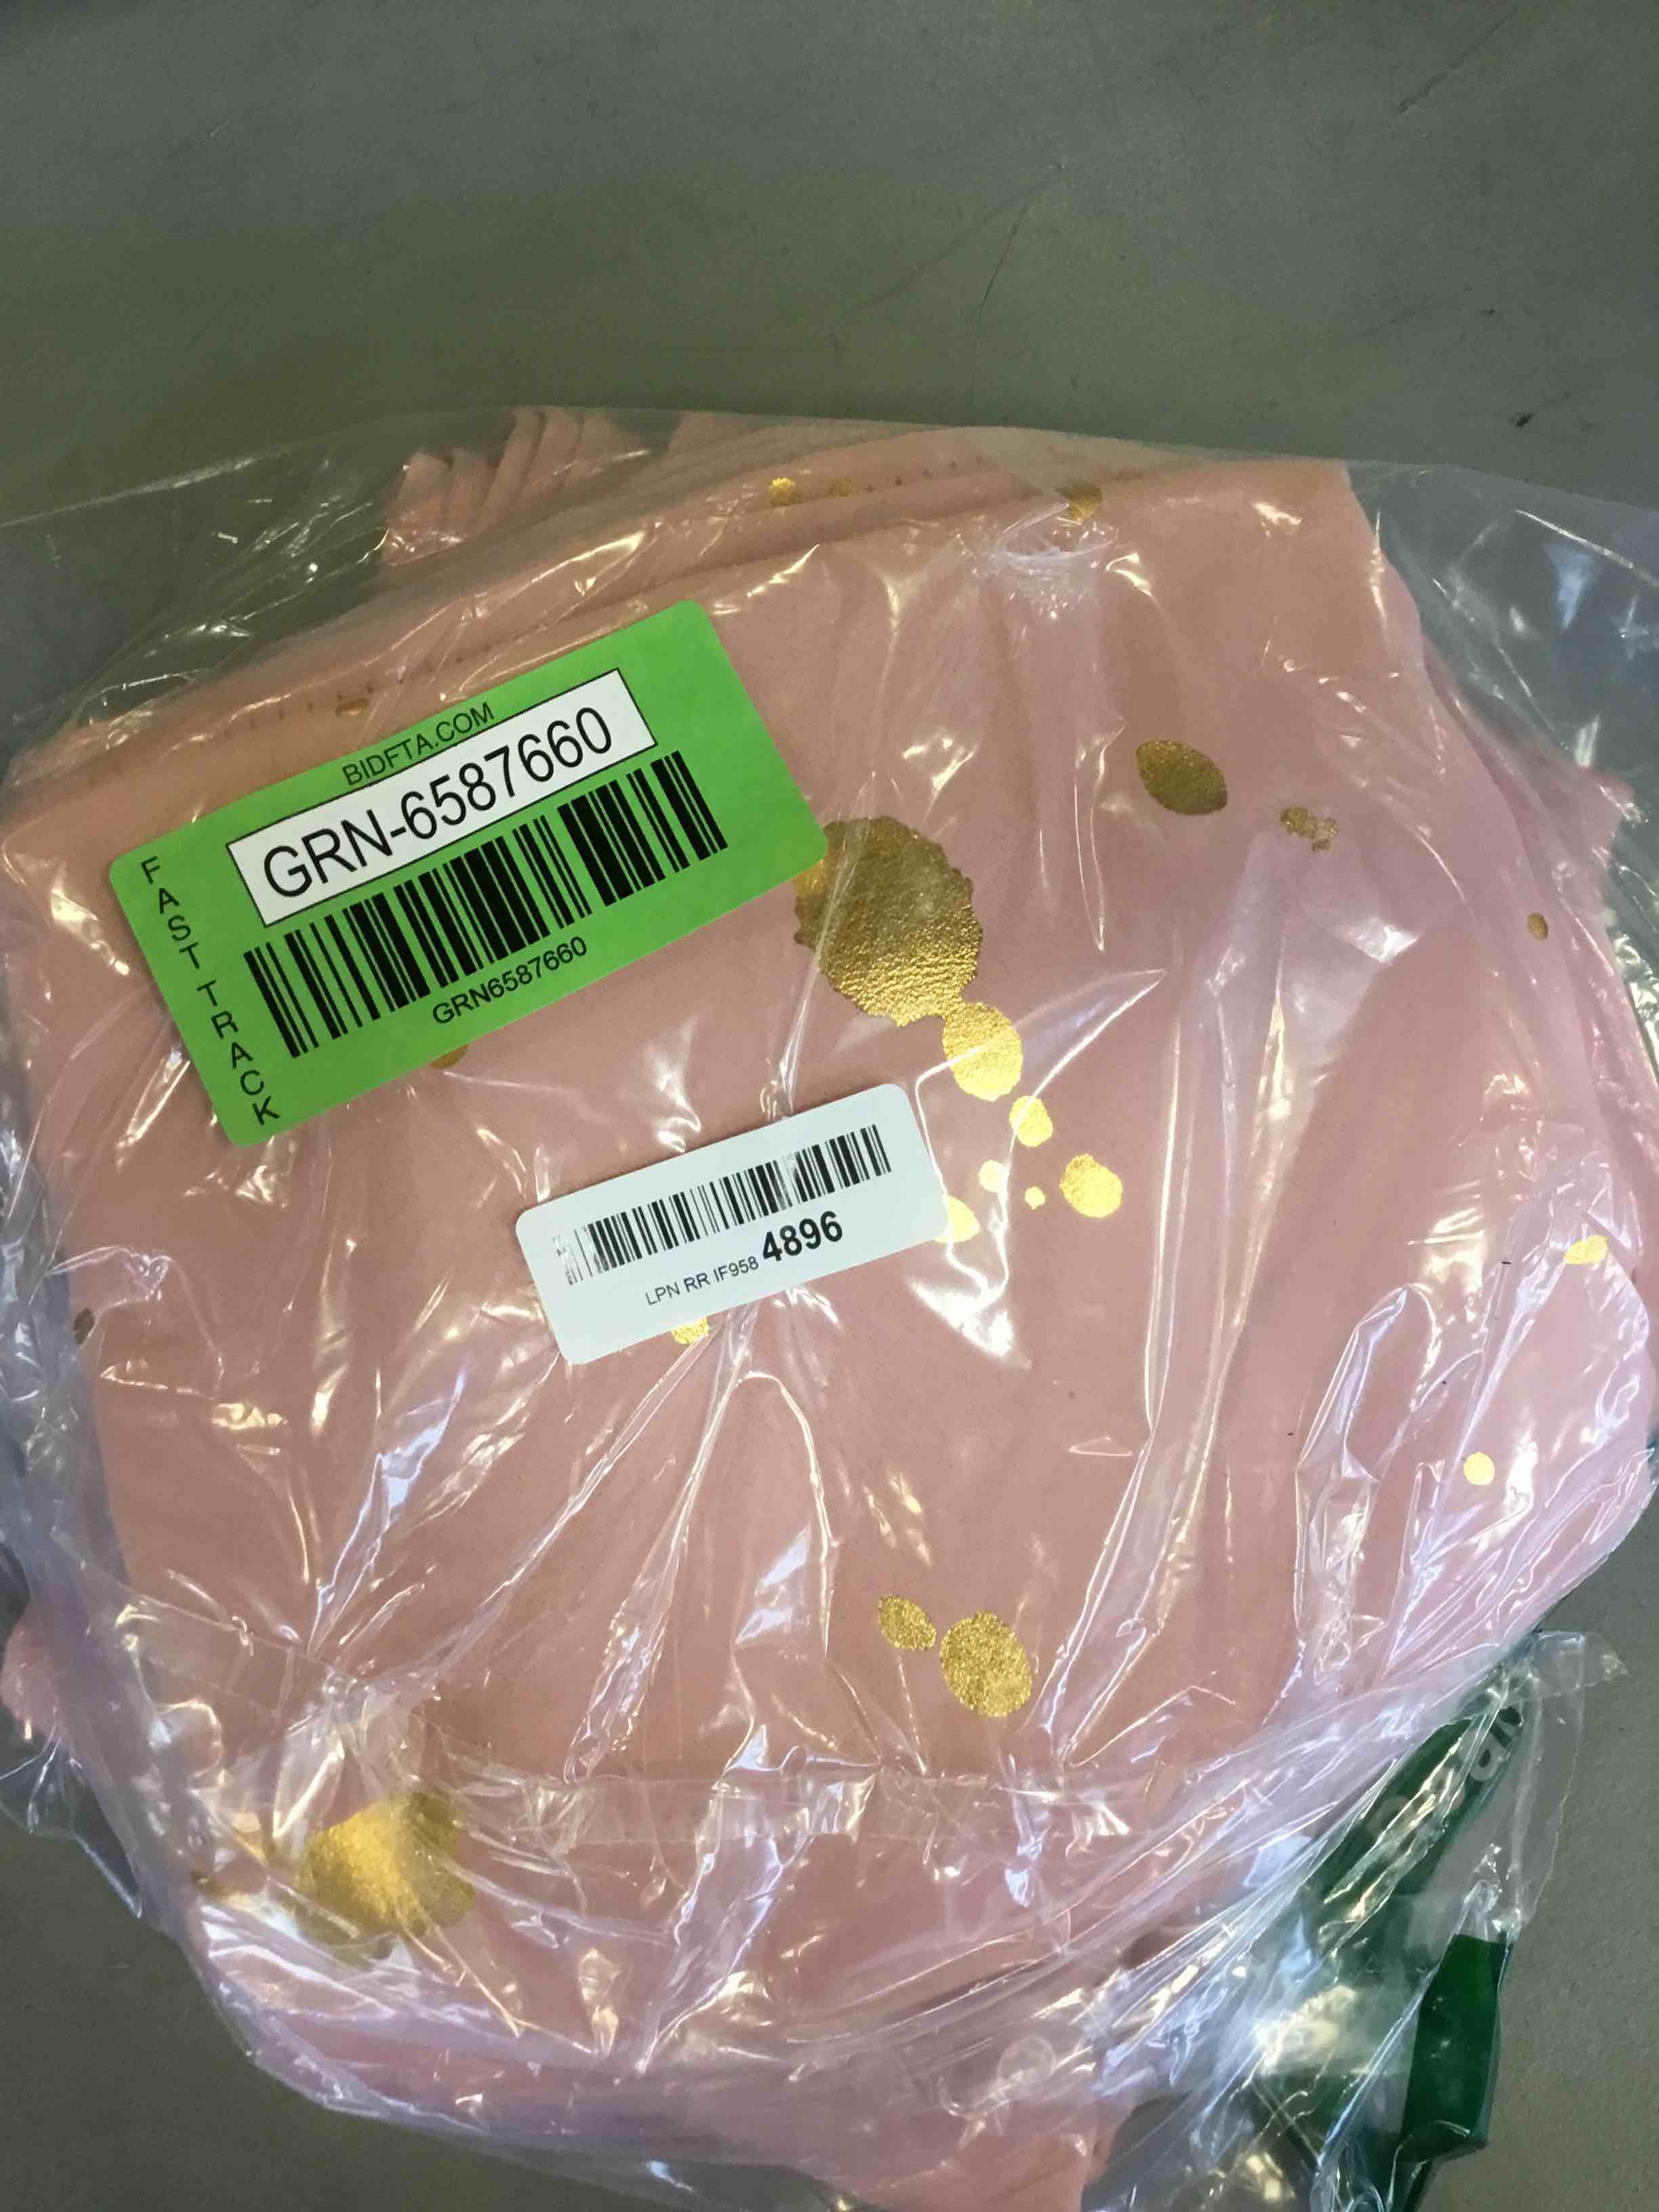 BIDFTA.COM
GRN-6587660
GRN6587660
FAST TRACK
LPN RR IF958 4896